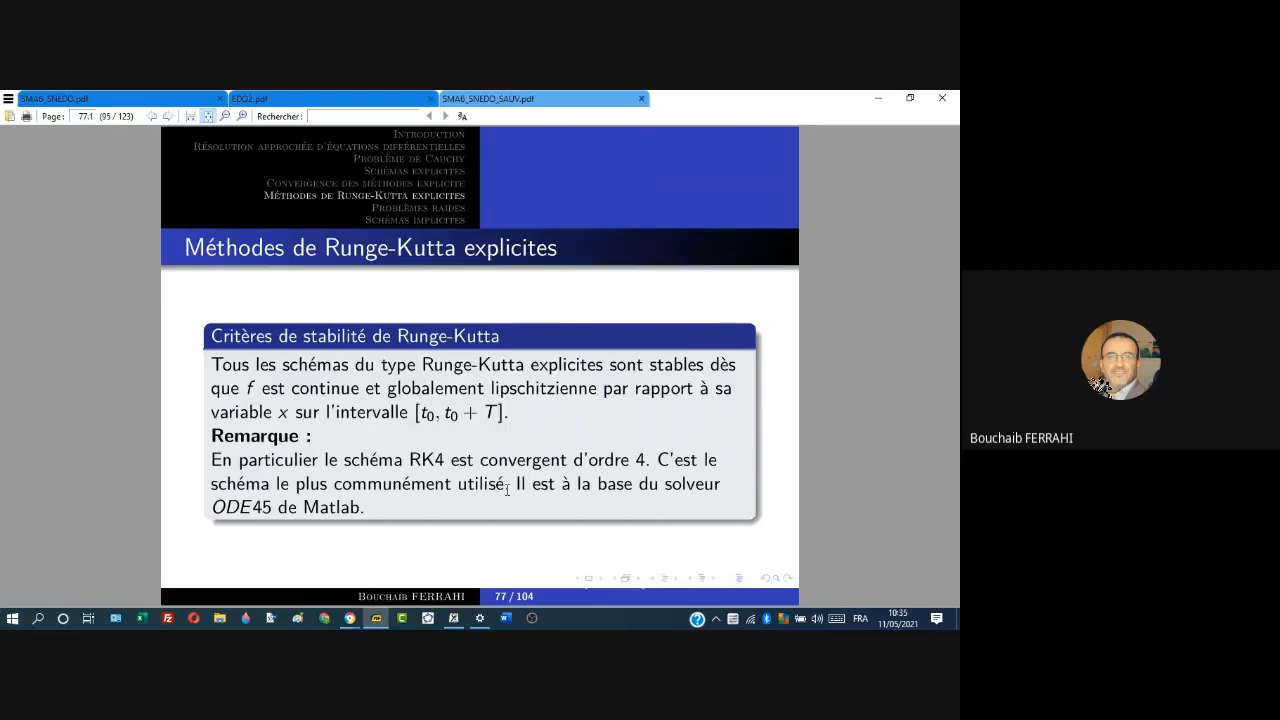 SMA6_SNEDO.pdf
EDO2.pdf
SMA6_SNEDO_SAUV.pdf
Page : 77.1 (95 / 123) Rechercher :
INTRODUCTION
RÉSOLUTION APPROCHÉE D'ÉQUATIONS DIFFÉRENTIELLES
PROBLÈME DE CAUCHY
SCHÉMAS EXPLICITES
CONVERGENCE DES MÉTHODES EXPLICITE
MÉTHODES DE RUNGE-KUTTA EXPLICITES
PROBLÈMES RAIDES
SCHÉMAS IMPLICITES
Méthodes de Runge-Kutta explicites
Critères de stabilité de Runge-Kutta
Tous les schémas du type Runge-Kutta explicites sont stables dès
que f est continue et globalement lipschitzienne par rapport à sa
variable x sur l'intervalle [t₀, t₀ + T].
Remarque :
En particulier le schéma RK4 est convergent d'ordre 4. C'est le
schéma le plus communément utilisé. Il est à la base du solveur
ODE45 de Matlab.
BOUCHAIB FERRAHI
77 / 104
FRA
10:35
11/05/2021
Bouchaib FERRAHI